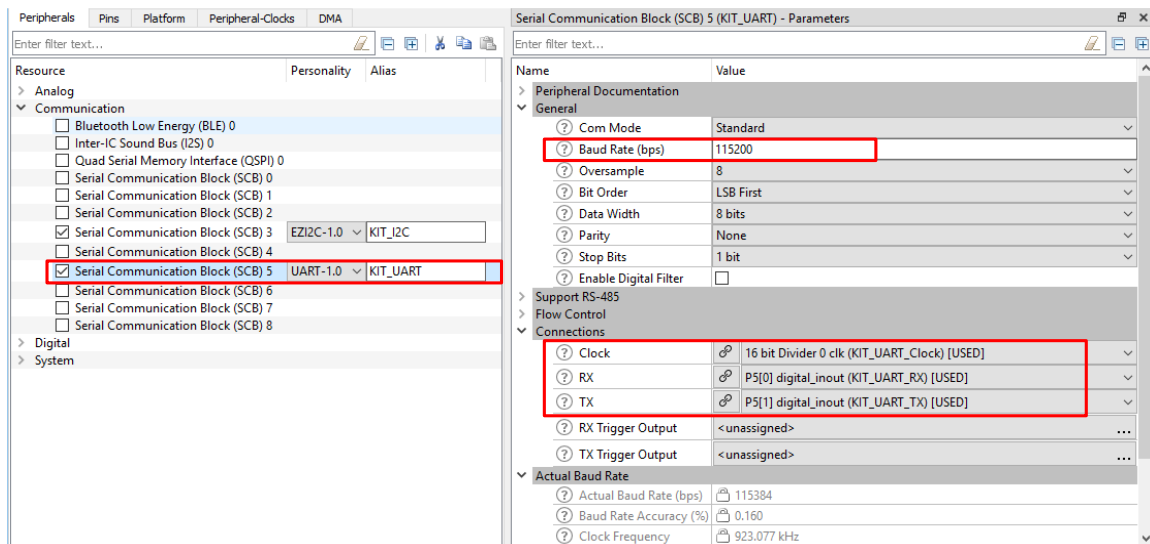 Peripherals Pins Platform Peripheral-Clocks DMA
Enter filter text...
Resource Personality Alias
Analog
Communication
Bluetooth Low Energy (BLE) 0
Inter-IC Sound Bus (I2S) 0
Quad Serial Memory Interface (QSPI) 0
Serial Communication Block (SCB) 0
Serial Communication Block (SCB) 1
Serial Communication Block (SCB) 2
Serial Communication Block (SCB) 3 EZI2C-1.0 KIT_I2C
Serial Communication Block (SCB) 4
Serial Communication Block (SCB) 5 UART-1.0 KIT_UART
Serial Communication Block (SCB) 6
Serial Communication Block (SCB) 7
Serial Communication Block (SCB) 8
Digital
System
Serial Communication Block (SCB) 5 (KIT_UART) - Parameters
Enter filter text...
Name Value
Peripheral Documentation
General
? Com Mode Standard
? Baud Rate (bps) 115200
? Oversample 8
? Bit Order LSB First
? Data Width 8 bits
? Parity None
? Stop Bits 1 bit
? Enable Digital Filter
Support RS-485
Flow Control
Connections
? Clock 16 bit Divider 0 clk (KIT_UART_Clock) [USED]
? RX P5[0] digital_inout (KIT_UART_RX) [USED]
? TX P5[1] digital_inout (KIT_UART_TX) [USED]
? RX Trigger Output <unassigned> ...
? TX Trigger Output <unassigned> ...
Actual Baud Rate
? Actual Baud Rate (bps) 115384
? Baud Rate Accuracy (%) 0.160
? Clock Frequency 923.077 kHz